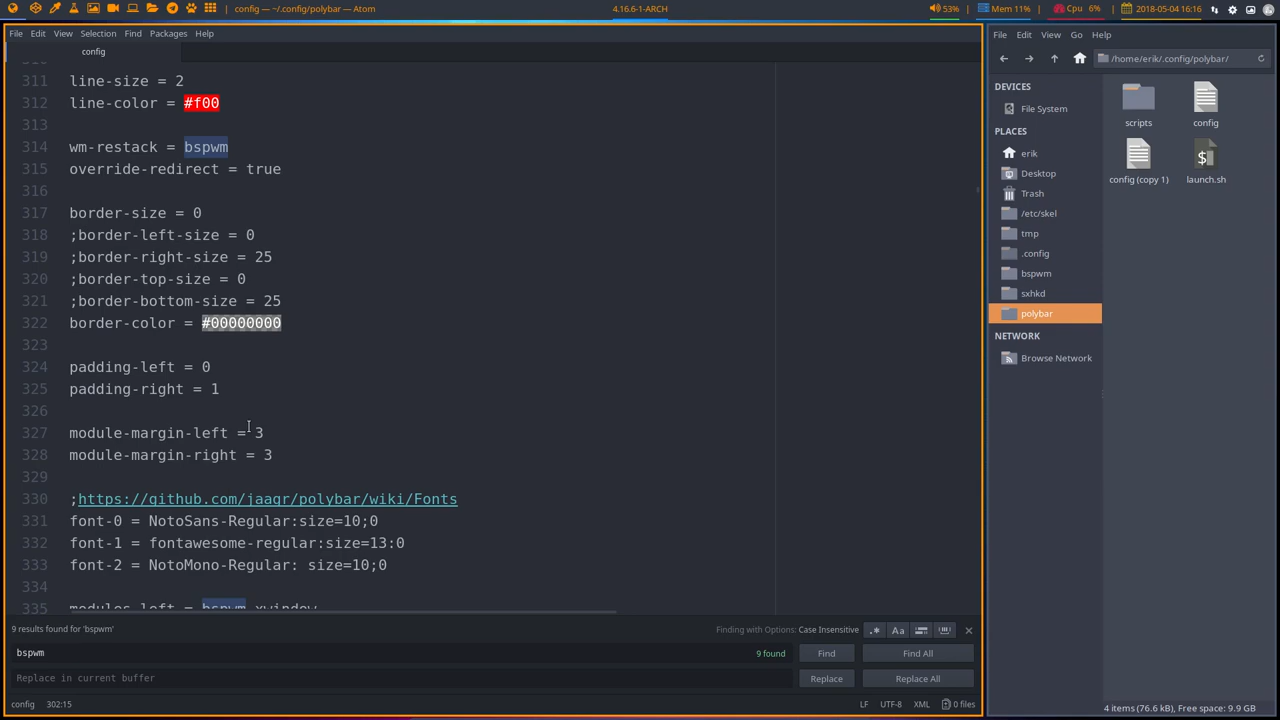 config — ~/.config/polybar — Atom
4.16.6-1-ARCH
53%
Mem 11%
Cpu 6%
2018-05-04 16:16
File Edit View Selection Find Packages Help
config
311 line-size = 2
312 line-color = #f00
313
314 wm-restack = bspwm
315 override-redirect = true
316
317 border-size = 0
318 ;border-left-size = 0
319 ;border-right-size = 25
320 ;border-top-size = 0
321 ;border-bottom-size = 25
322 border-color = #00000000
323
324 padding-left = 0
325 padding-right = 1
326
327 module-margin-left = 3
328 module-margin-right = 3
329
330 ;https://github.com/jaagr/polybar/wiki/Fonts
331 font-0 = NotoSans-Regular:size=10;0
332 font-1 = fontawesome-regular:size=13:0
333 font-2 = NotoMono-Regular: size=10;0
334
335 modules-left = bspwm xwindow
9 results found for 'bspwm'
Finding with Options: Case Insensitive
.* Aa
bspwm
9 found
Find
Find All
Replace in current buffer
Replace
Replace All
config 302:15
LF UTF-8 XML 0 files
File Edit View Go Help
/home/erik/.config/polybar/
DEVICES
File System
PLACES
erik
Desktop
Trash
/etc/skel
tmp
.config
bspwm
sxhkd
polybar
NETWORK
Browse Network
scripts
config
config (copy 1)
$
launch.sh
4 items (76.6 kB), Free space: 9.9 GB